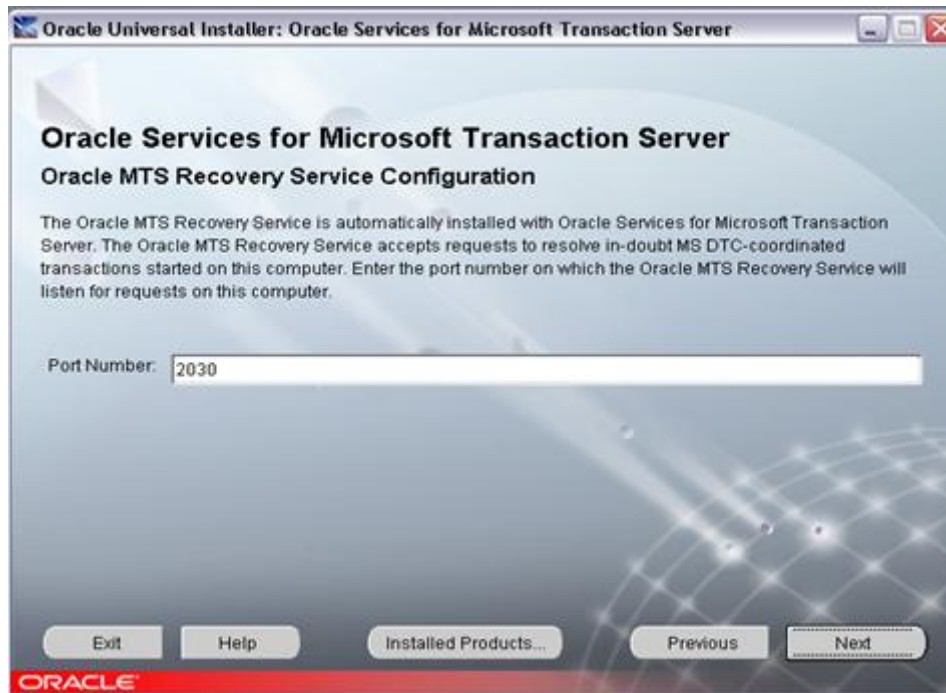 Oracle Universal Installer: Oracle Services for Microsoft Transaction Server
Oracle Services for Microsoft Transaction Server
Oracle MTS Recovery Service Configuration
The Oracle MTS Recovery Service is automatically installed with Oracle Services for Microsoft Transaction
Server. The Oracle MTS Recovery Service accepts requests to resolve in-doubt MS DTC-coordinated
transactions started on this computer. Enter the port number on which the Oracle MTS Recovery Service will
listen for requests on this computer.
Port Number: 2030
Exit Help Installed Products... Previous Next
ORACLE